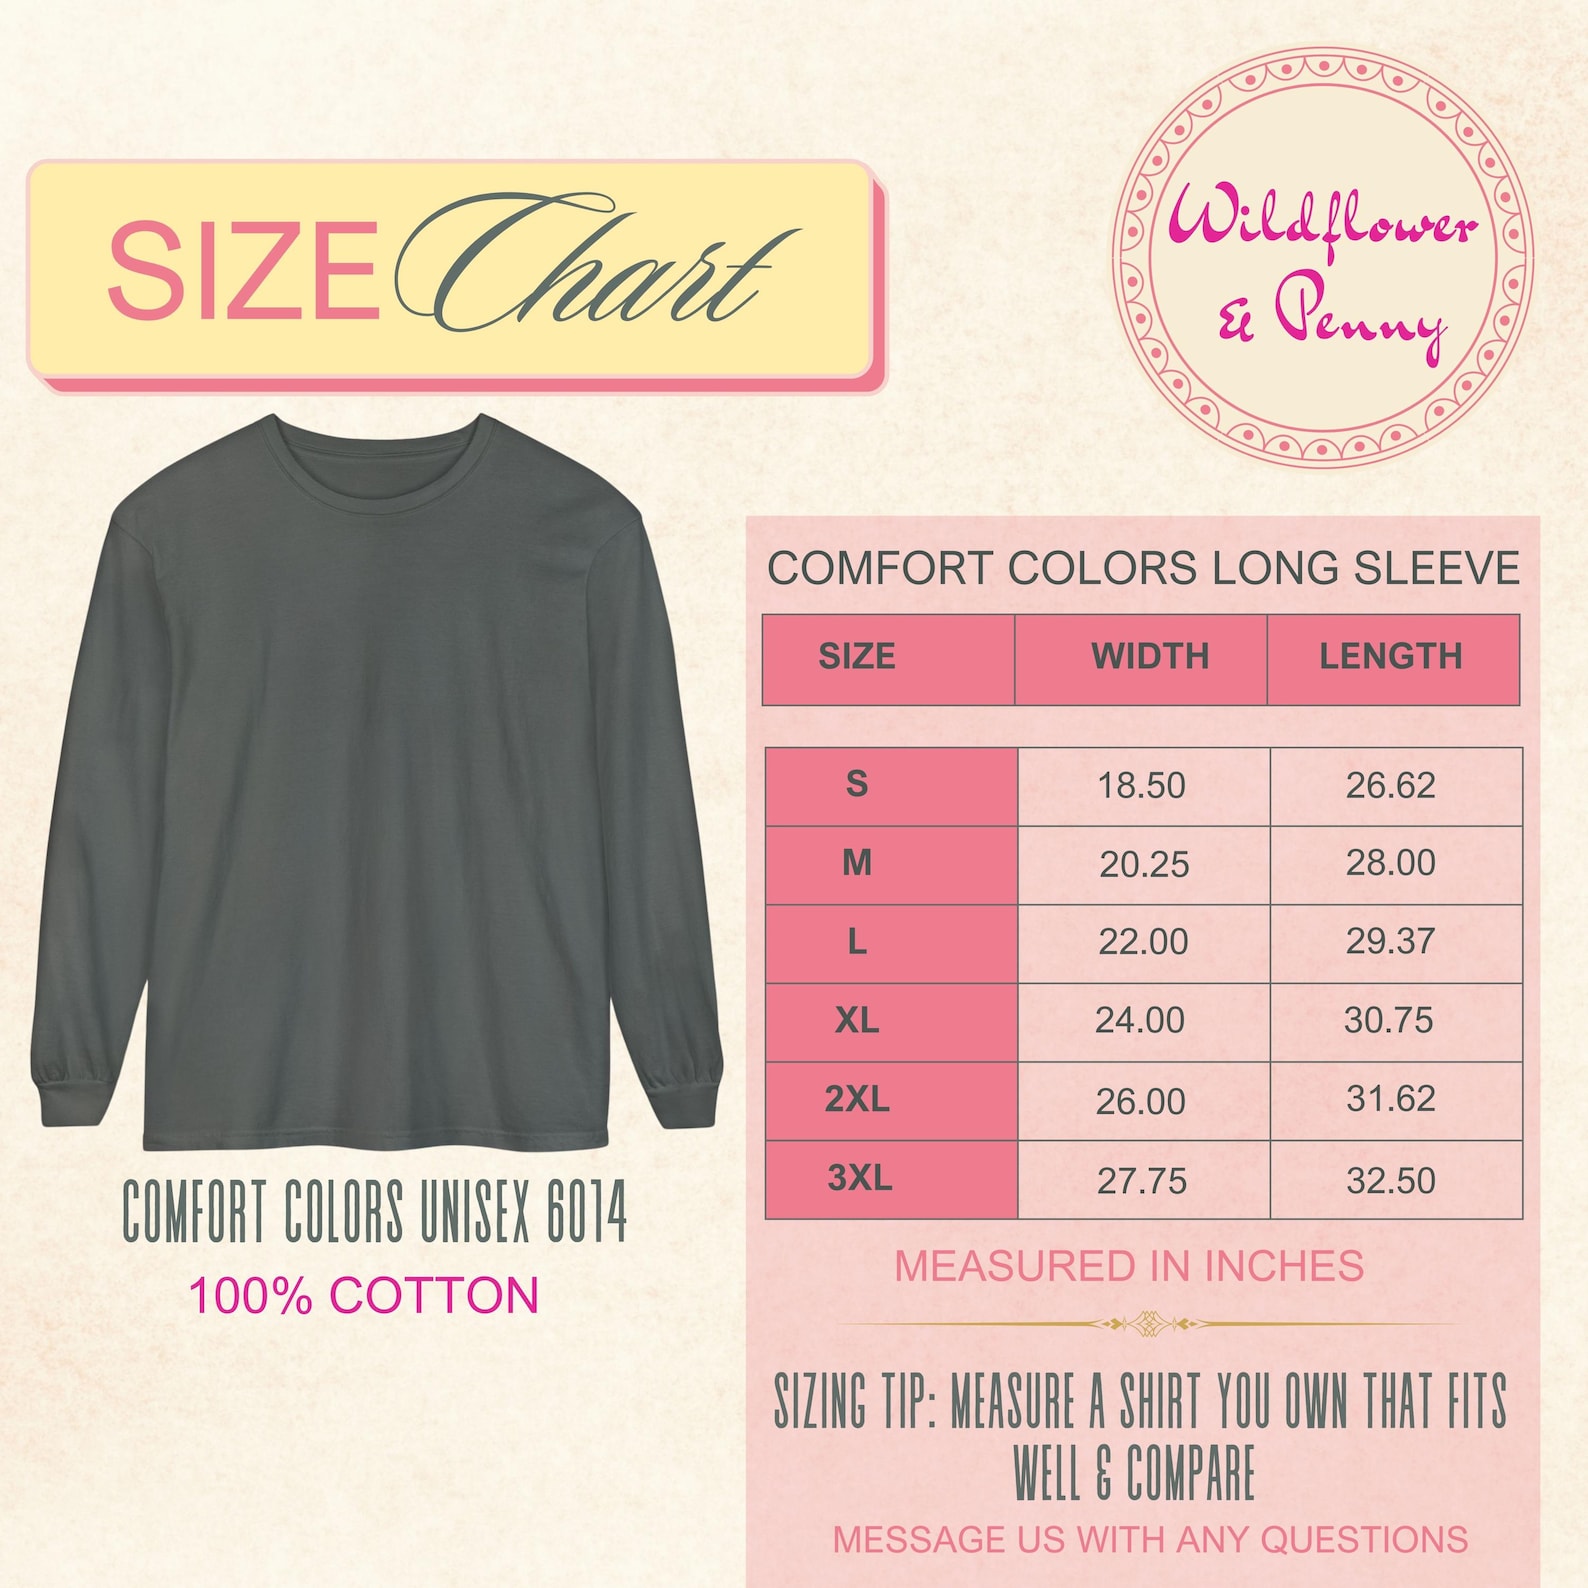 SIZE Chart
Wildflower
& Penny
COMFORT COLORS LONG SLEEVE
SIZE WIDTH LENGTH
S 18.50 26.62
M 20.25 28.00
L 22.00 29.37
XL 24.00 30.75
2XL 26.00 31.62
3XL 27.75 32.50
MEASURED IN INCHES
COMFORT COLORS UNISEX 6014
100% COTTON
SIZING TIP: MEASURE A SHIRT YOU OWN THAT FITS
WELL & COMPARE
MESSAGE US WITH ANY QUESTIONS